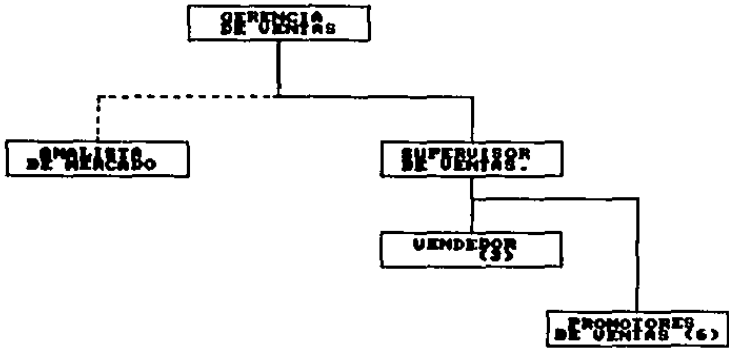 GERENCIA
DE VENTAS
ANALISTA
DE MERCADO
SUPERVISOR
DE VENTAS.
VENDEDOR
(3)
PROMOTORES
DE VENTAS (6)